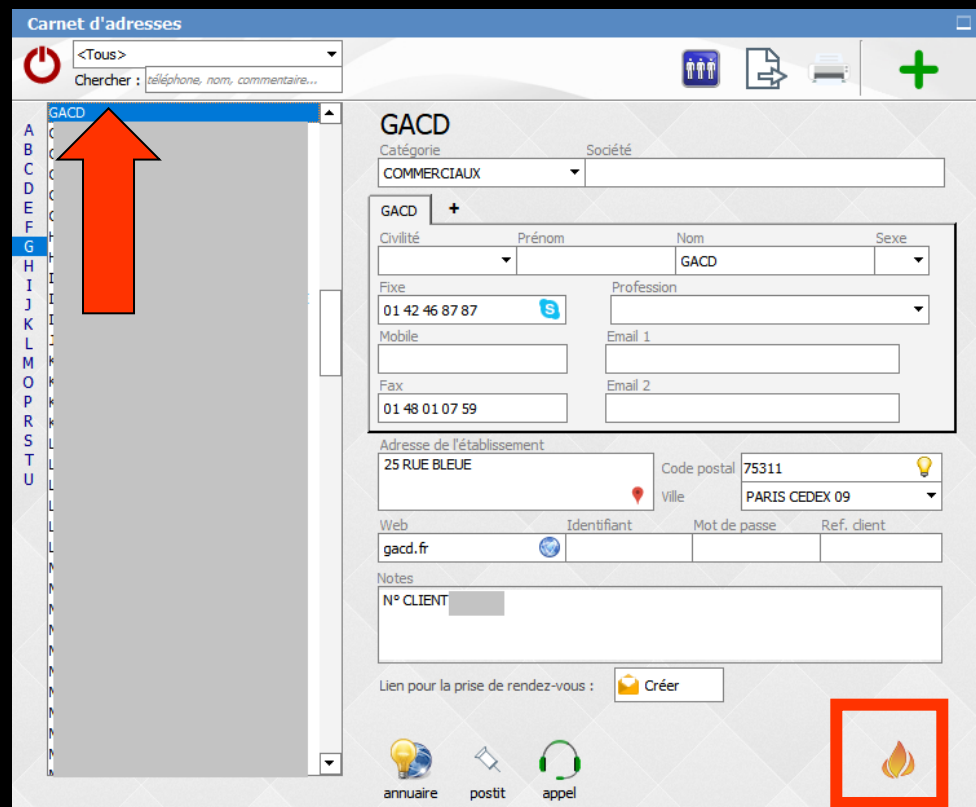 Carnet d'adresses
<Tous>
Chercher : téléphone, nom, commentaire...
GACD
A
B
C
D
E
F
G
H
I
J
K
L
M
O
P
R
S
T
U
GACD
Catégorie Société
COMMERCIAUX
GACD +
Civilité Prénom Nom Sexe
GACD
Fixe Profession
01 42 46 87 87
Mobile Email 1
Fax Email 2
01 48 01 07 59
Adresse de l'établissement
25 RUE BLEUE
Code postal 75311
Ville PARIS CEDEX 09
Web Identifiant Mot de passe Ref. client
gacd.fr
Notes
N° CLIENT
Lien pour la prise de rendez-vous : Créer
annuaire postit appel